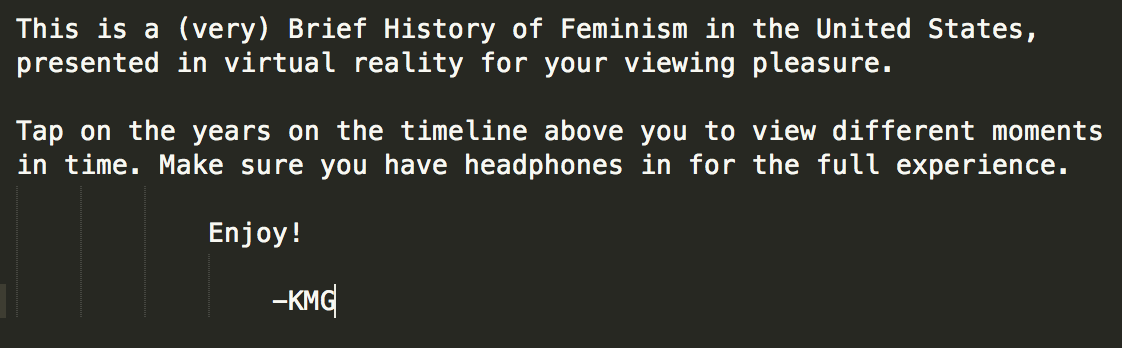 This is a (very) Brief History of Feminism in the United States,
presented in virtual reality for your viewing pleasure.
Tap on the years on the timeline above you to view different moments
in time. Make sure you have headphones in for the full experience.
Enjoy!
-KMG